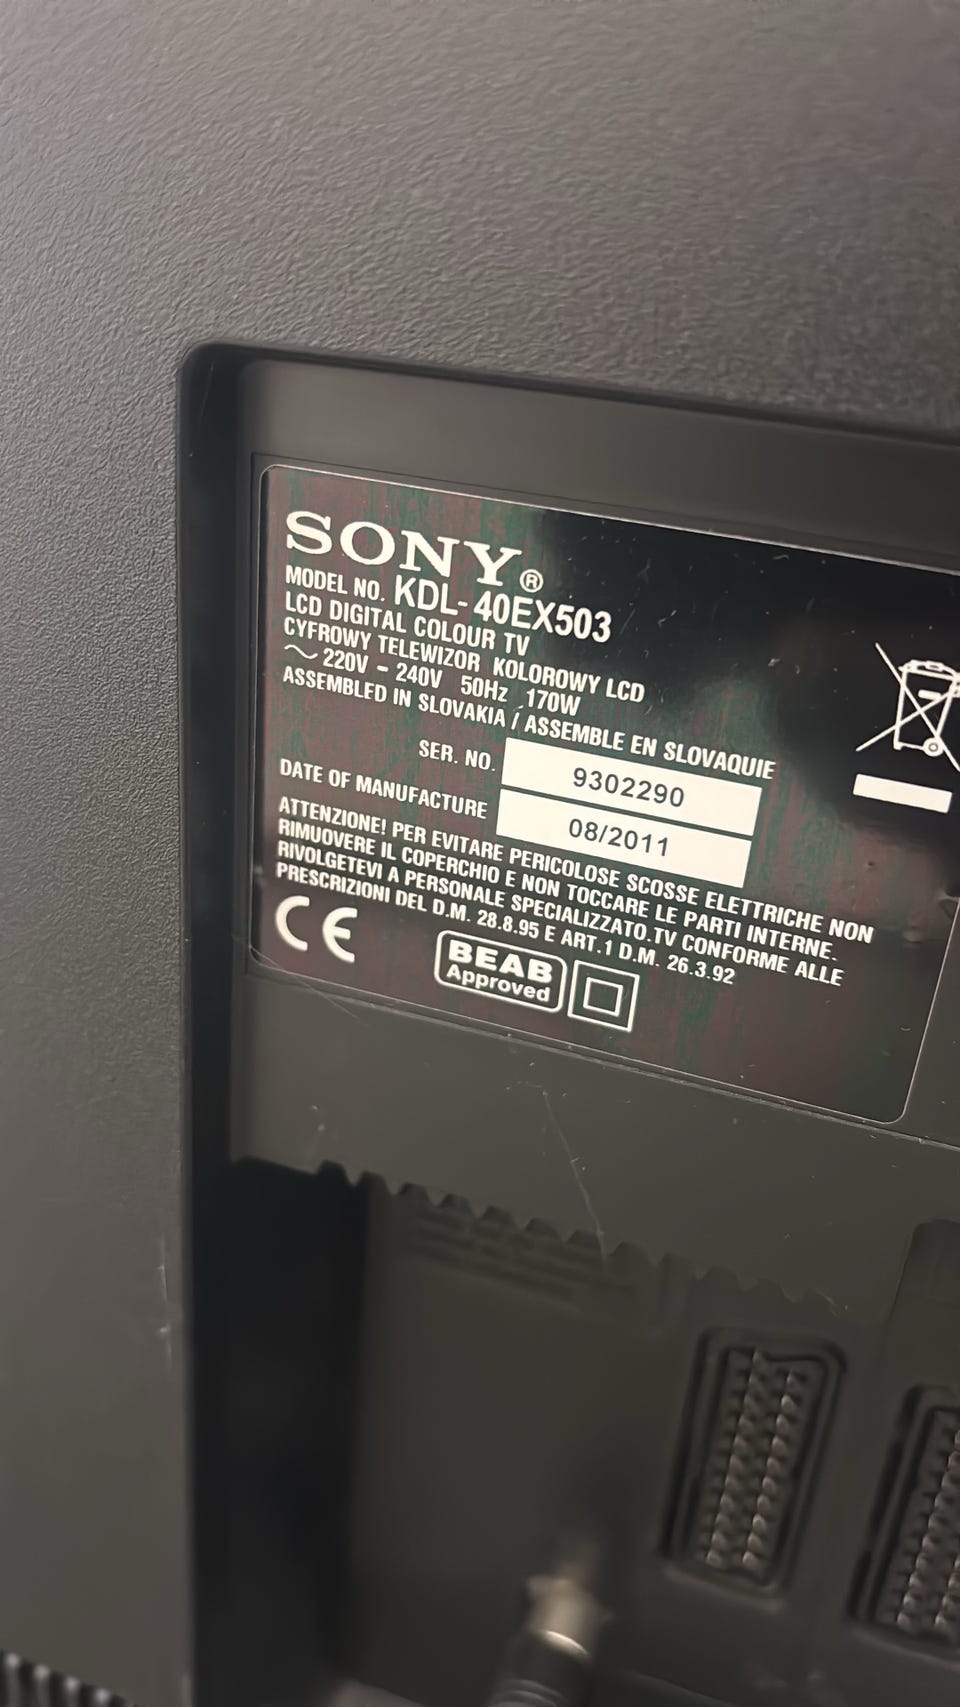 SONY®
MODEL NO. KDL-40EX503
LCD DIGITAL COLOUR TV
CYFROWY TELEWIZOR KOLOROWY LCD
~ 220V - 240V 50Hz 170W
ASSEMBLED IN SLOVAKIA / ASSEMBLE EN SLOVAQUIE
SER. NO. 9302290
DATE OF MANUFACTURE 08/2011
ATTENZIONE! PER EVITARE PERICOLOSE SCOSSE ELETTRICHE NON
RIMUOVERE IL COPERCHIO E NON TOCCARE LE PARTI INTERNE.
RIVOLGETEVI A PERSONALE SPECIALIZZATO.TV CONFORME ALLE
PRESCRIZIONI DEL D.M. 28.8.95 E ART.1 D.M. 26.3.92
CE
BEAB
Approved